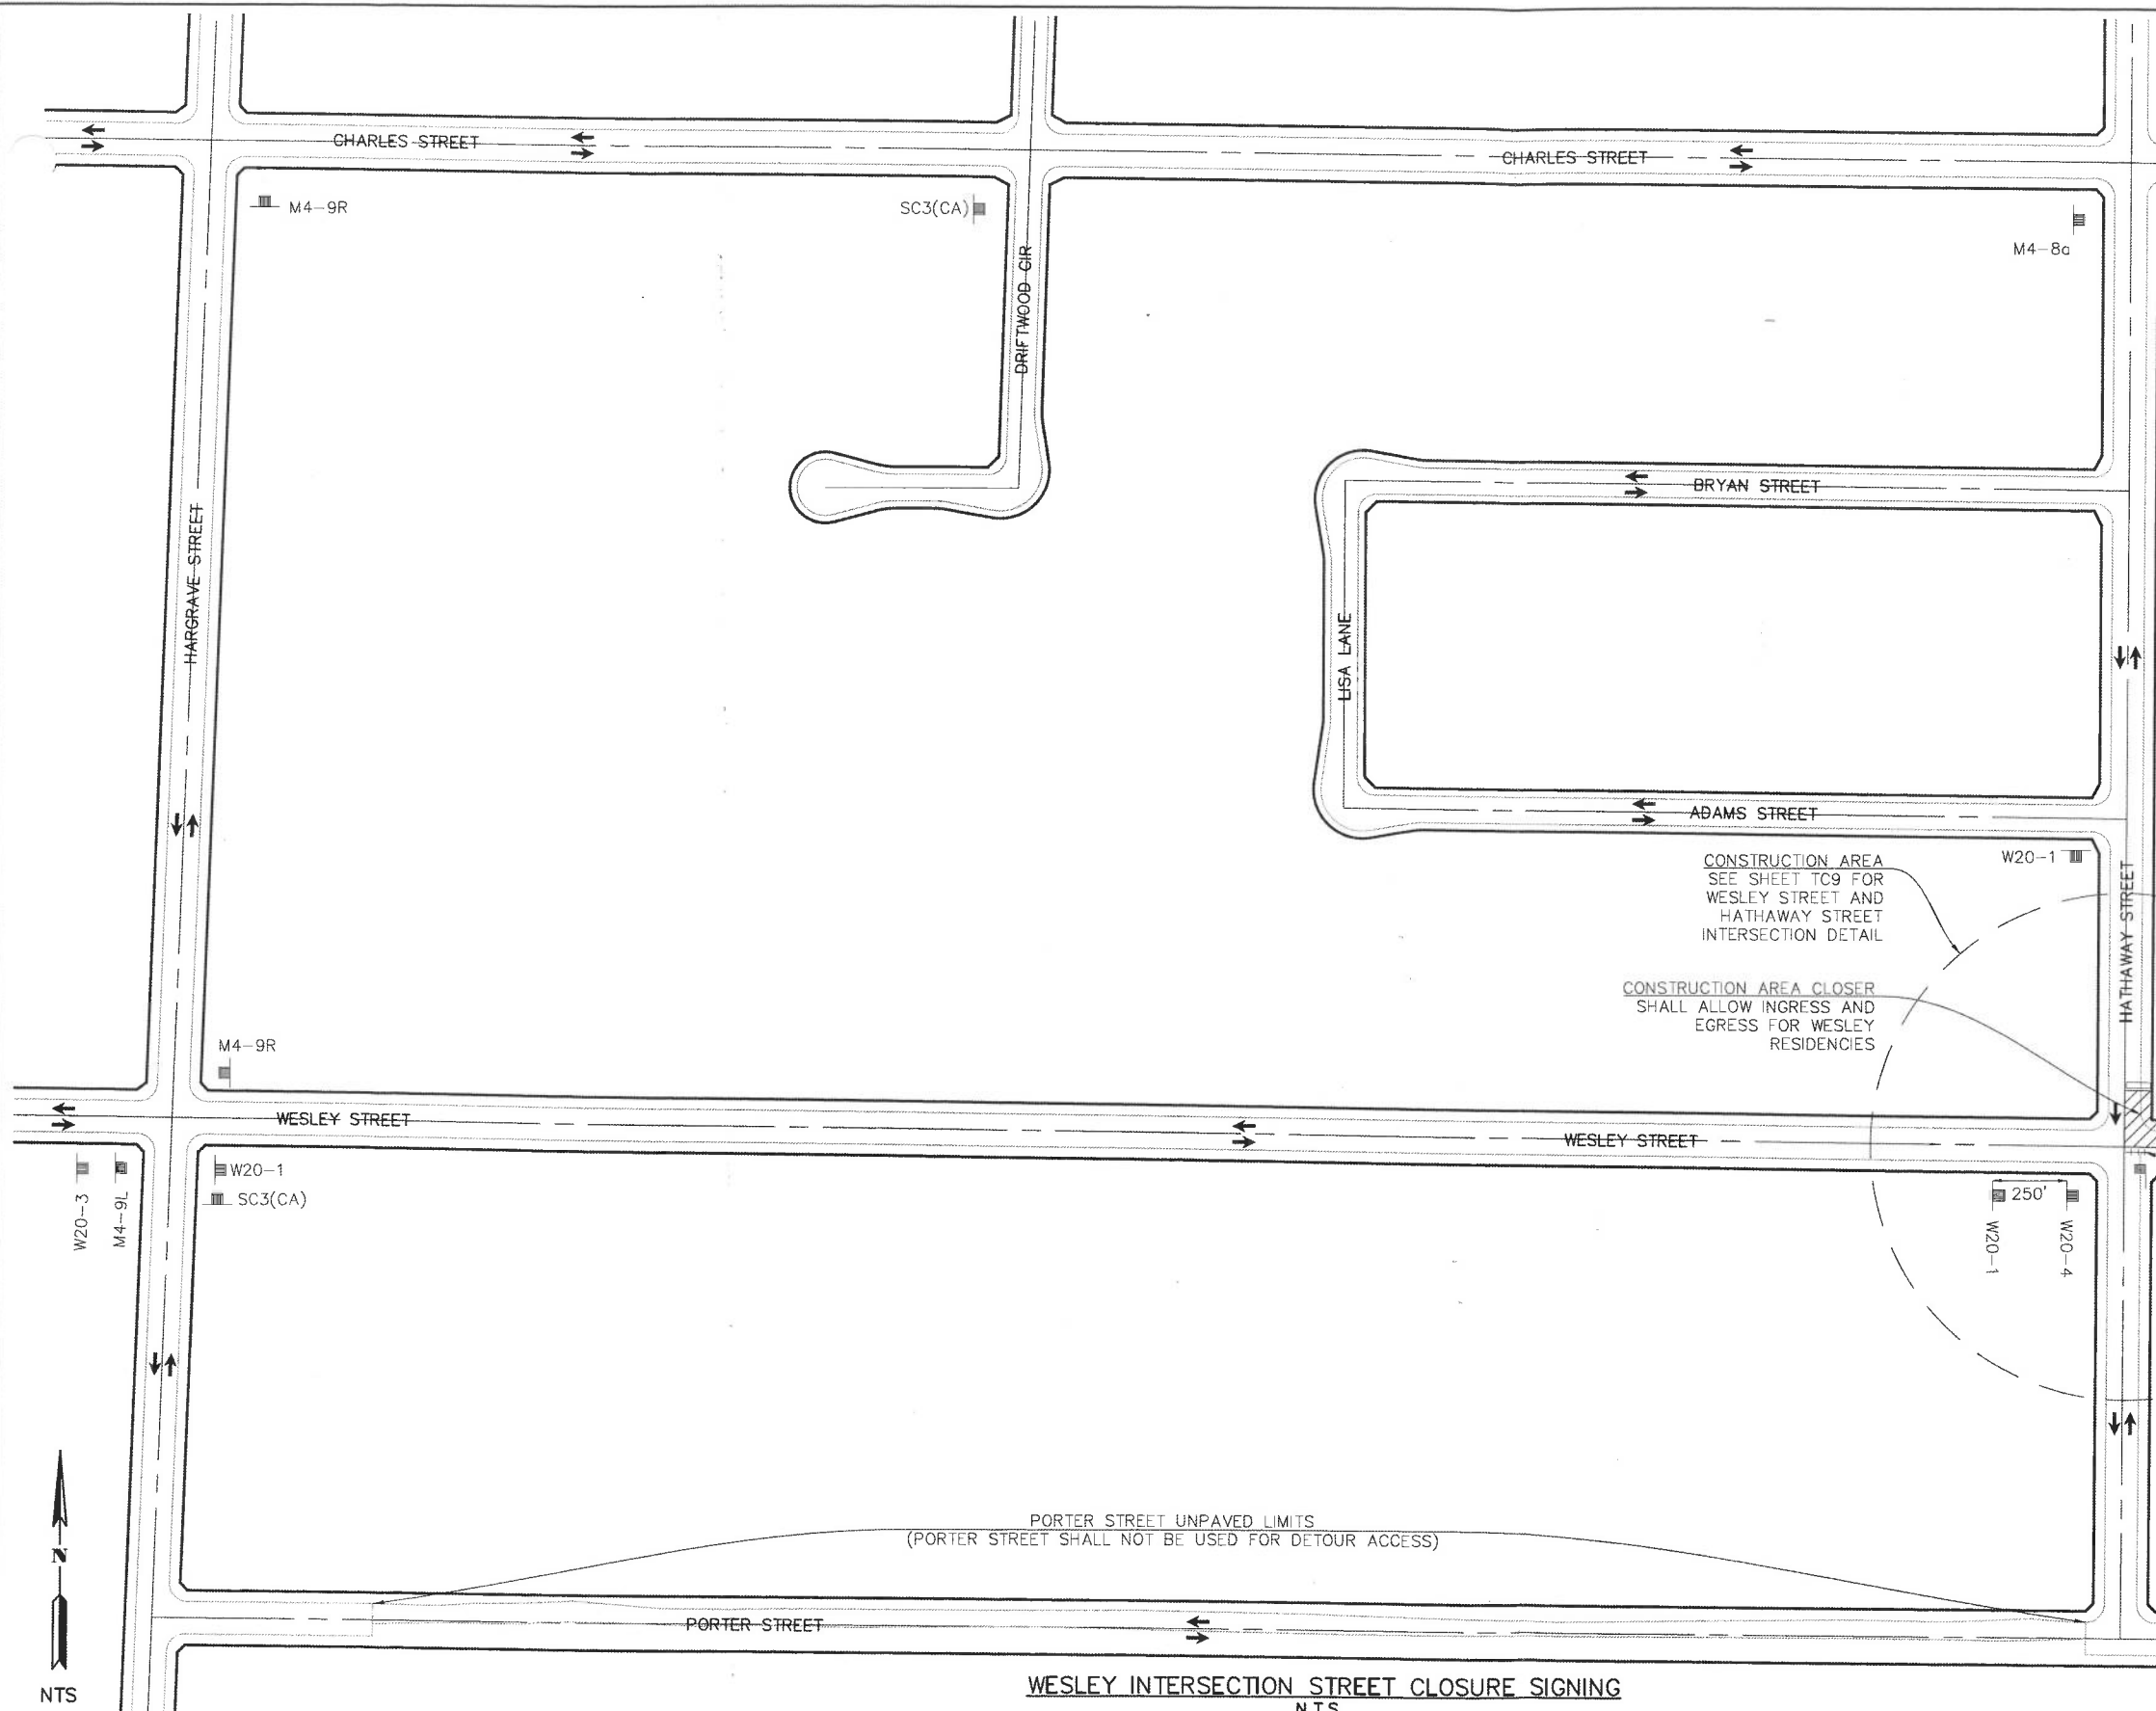 CHARLES STREET
CHARLES STREET
M4-9R
SC3(CA)
M4-8a
DRIFTWOOD CIR
BRYAN STREET
HARGRAVE STREET
LISA LANE
ADAMS STREET
W20-1
CONSTRUCTION AREA
SEE SHEET TC9 FOR
WESLEY STREET AND
HATHAWAY STREET
INTERSECTION DETAIL
HATHAWAY STREET
CONSTRUCTION AREA CLOSER
SHALL ALLOW INGRESS AND
EGRESS FOR WESLEY
RESIDENCIES
M4-9R
WESLEY STREET
WESLEY STREET
W20-3
M4-9L
W20-1
SC3(CA)
250'
W20-1
W20-4
PORTER STREET UNPAVED LIMITS
(PORTER STREET SHALL NOT BE USED FOR DETOUR ACCESS)
N
PORTER STREET
NTS
WESLEY INTERSECTION STREET CLOSURE SIGNING
NTS